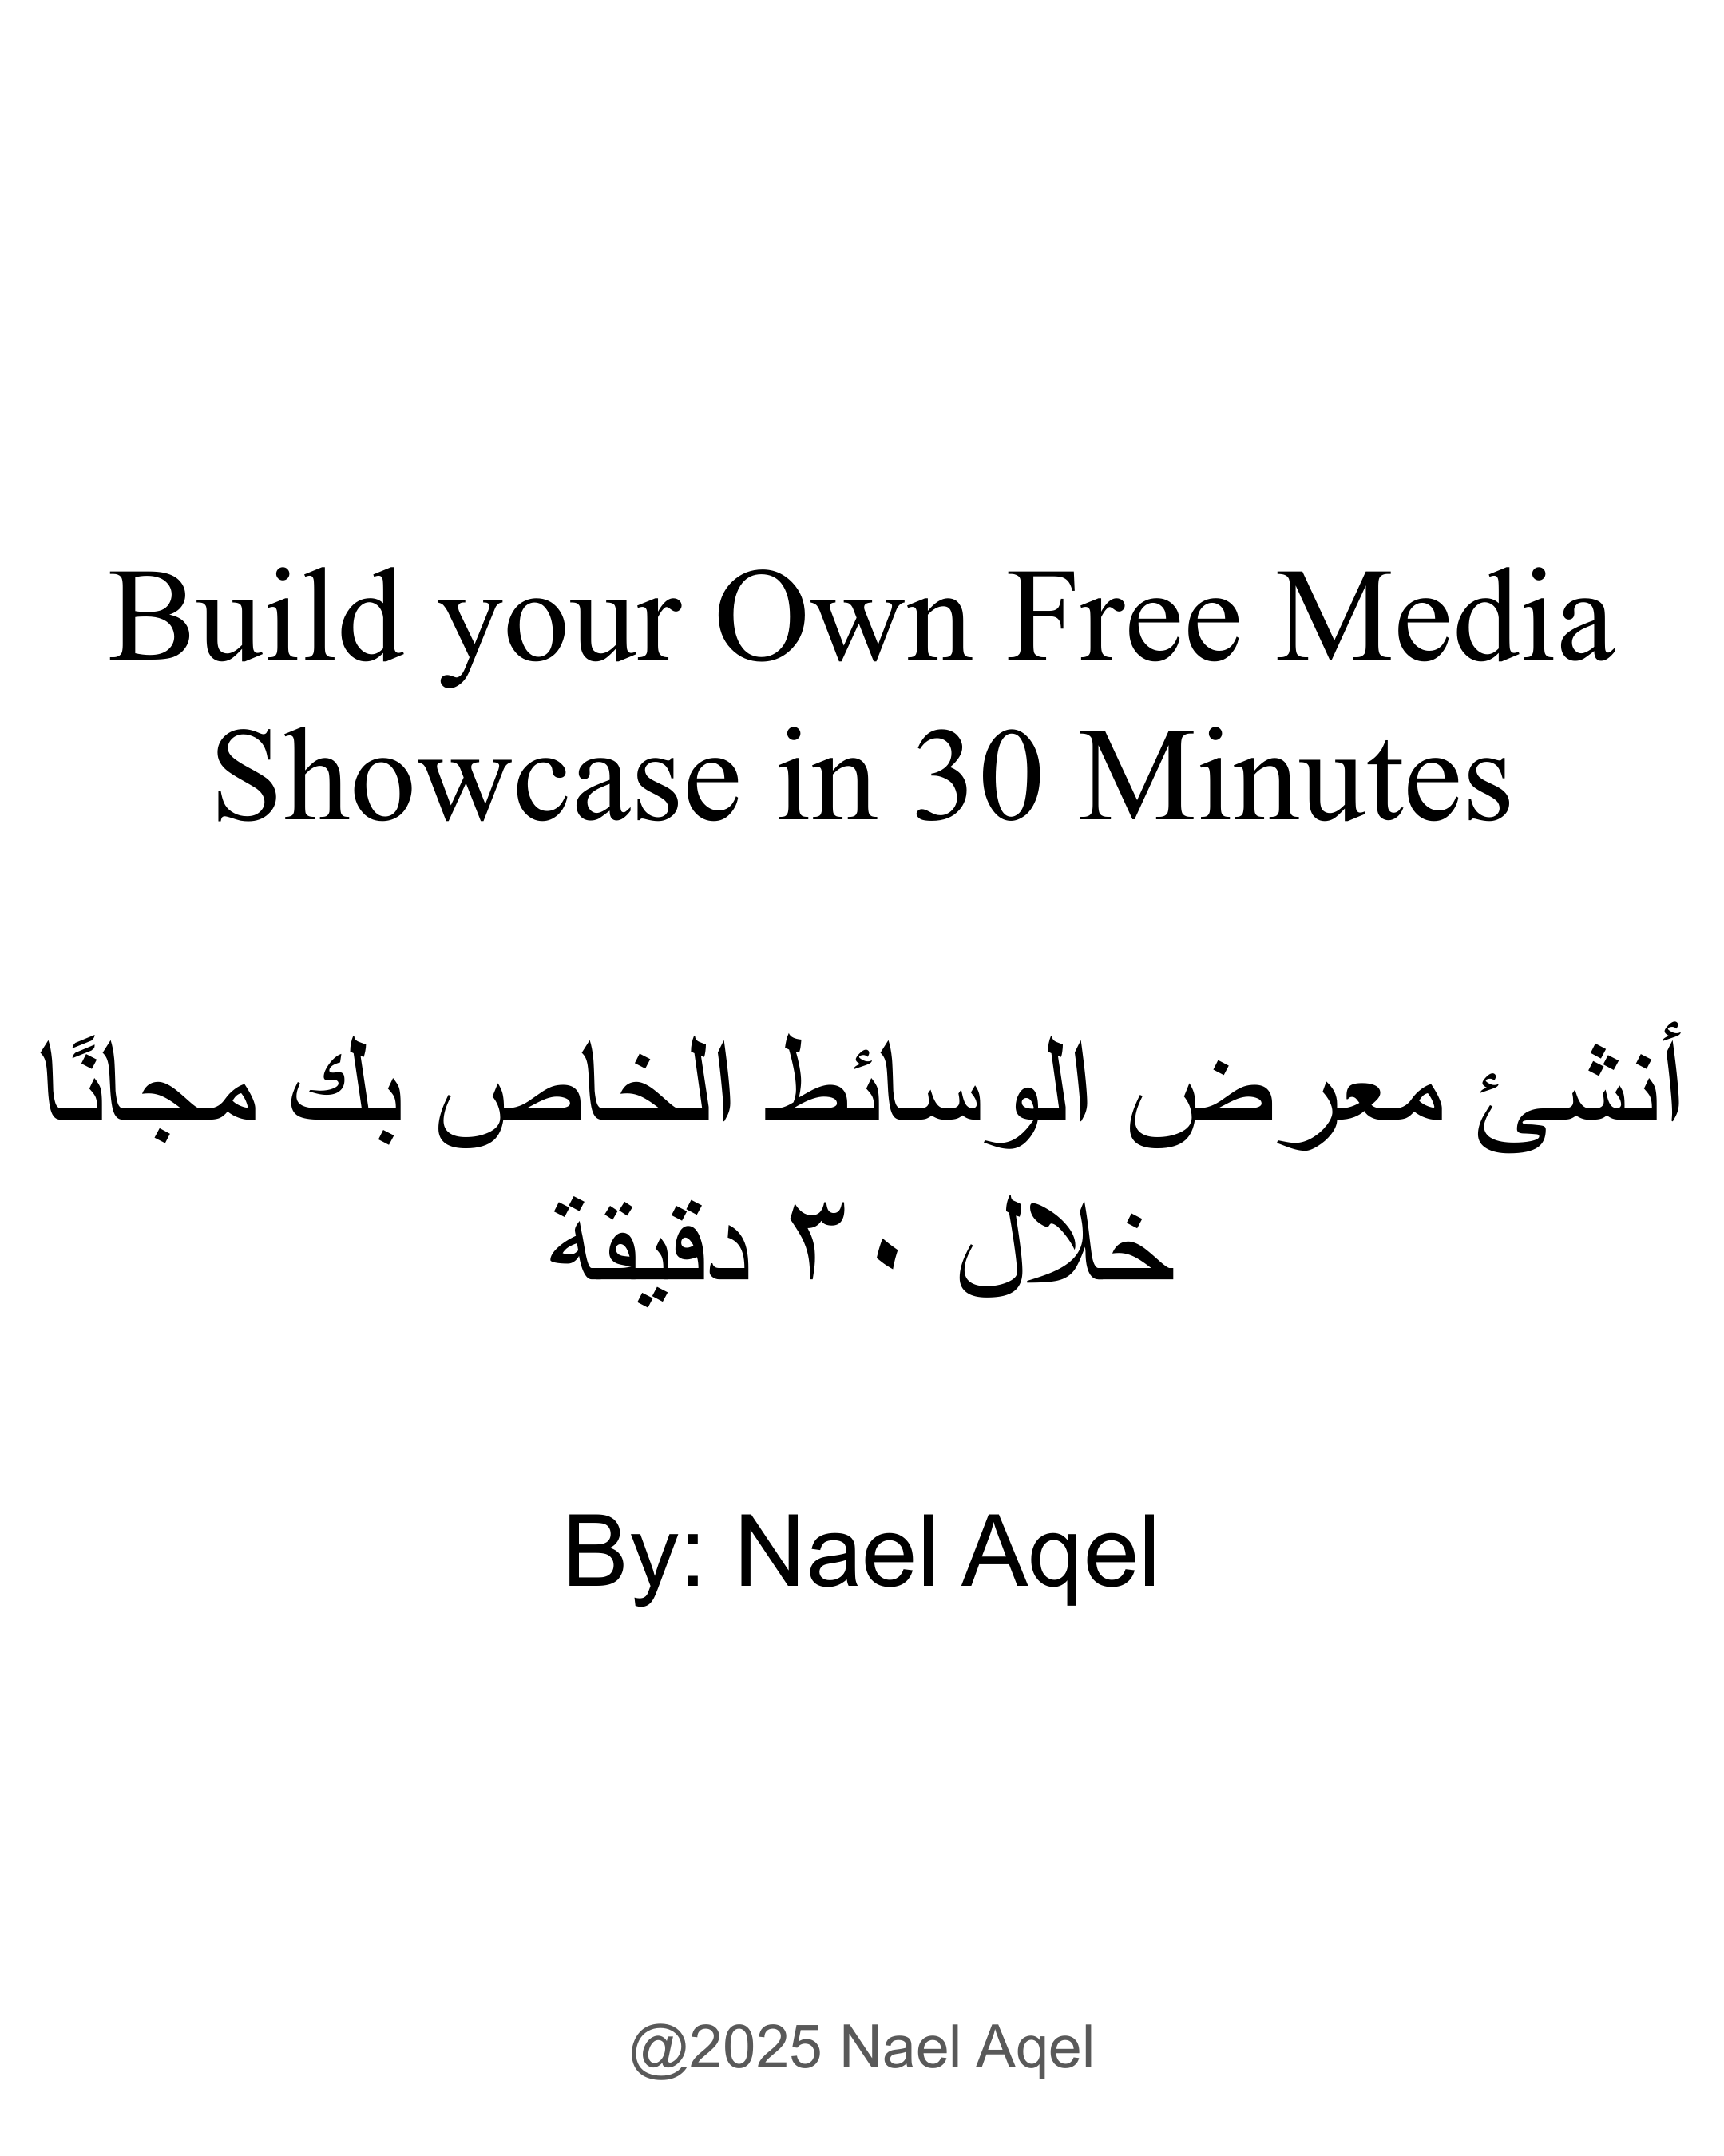 Build your Own Free Media
Showcase in 30 Minutes
أنشئ معرض الوسائط الخاص بك مجانًا
خلال ٣٠ دقيقة
By: Nael Aqel
@2025 Nael Aqel